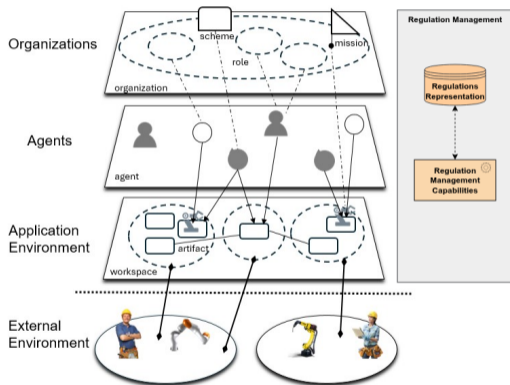 Organizations
scheme
role
mission
organization
Agents
agent
Application
Environment
artifact
workspace
External
Environment
Regulation Management
Regulations
Representation
Regulation
Management
Capabilities